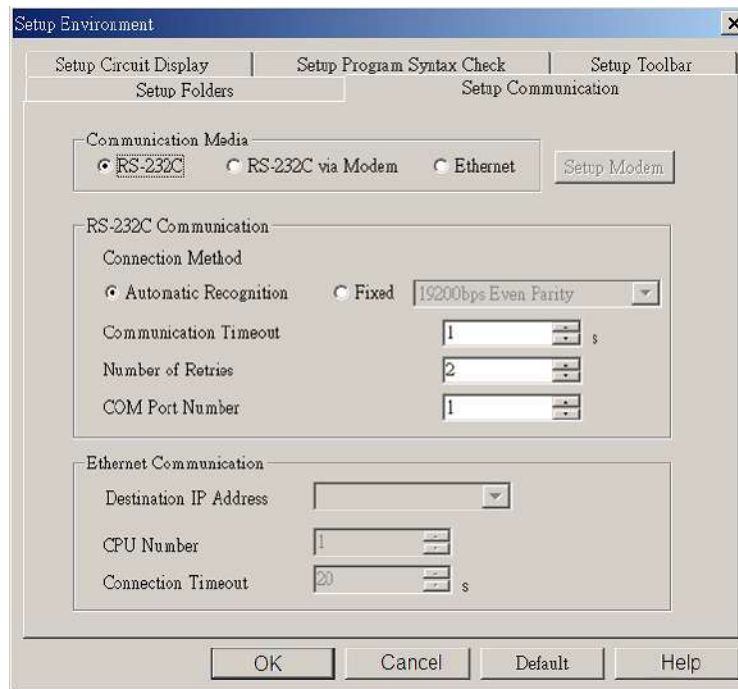 Setup Environment
Setup Circuit Display
Setup Program Syntax Check
Setup Toolbar
Setup Folders
Setup Communication
Communication Media
RS-232C
RS-232C via Modem
Ethernet
Setup Modem
RS-232C Communication
Connection Method
Automatic Recognition
Fixed
19200bps Even Parity
Communication Timeout
1
s
Number of Retries
2
COM Port Number
1
Ethernet Communication
Destination IP Address
CPU Number
1
Connection Timeout
20
s
OK
Cancel
Default
Help